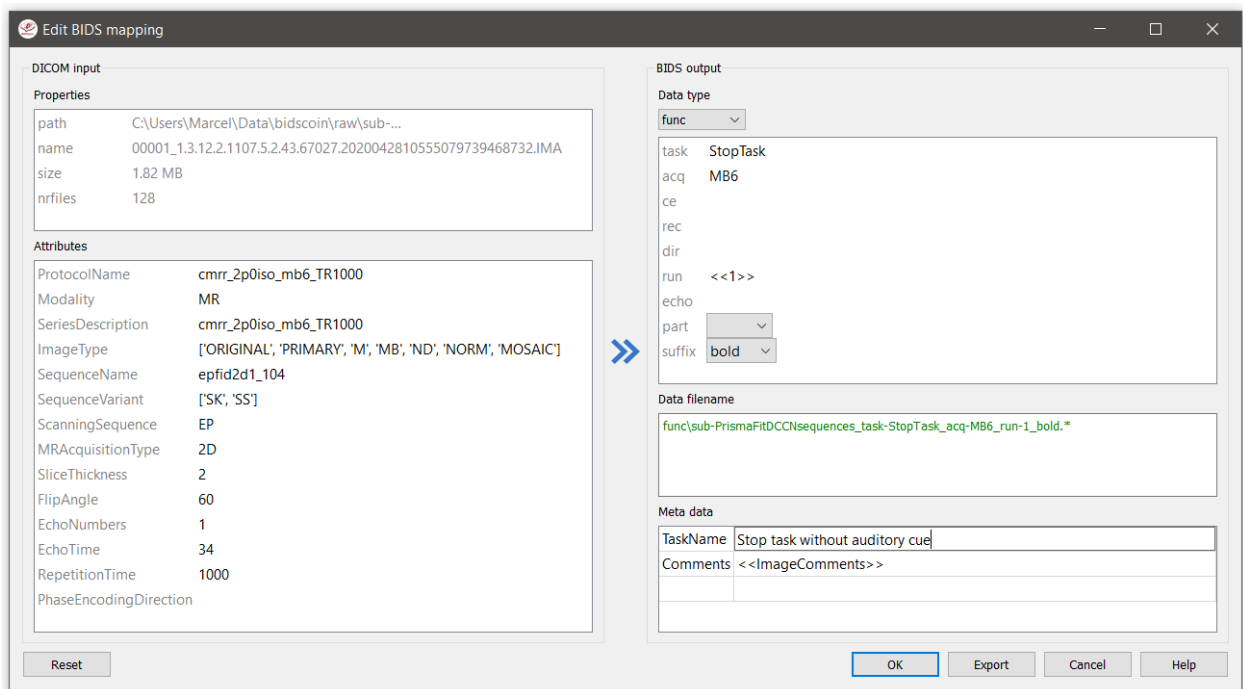 Edit BIDS mapping
DICOM input
Properties
path C:\Users\Marcel\Data\bidscoin\raw\sub-...
name 00001_1.3.12.2.1107.5.2.43.67027.2020042810555079739468732.IMA
size 1.82 MB
nrfiles 128
Attributes
ProtocolName cmrr_2p0iso_mb6_TR1000
Modality MR
SeriesDescription cmrr_2p0iso_mb6_TR1000
ImageType ['ORIGINAL', 'PRIMARY', 'M', 'MB', 'ND', 'NORM', 'MOSAIC']
SequenceName epfid2d1_104
SequenceVariant ['SK', 'SS']
ScanningSequence EP
MRAcquisitionType 2D
SliceThickness 2
FlipAngle 60
EchoNumbers 1
EchoTime 34
RepetitionTime 1000
PhaseEncodingDirection
Reset
BIDS output
Data type
func
task StopTask
acq MB6
ce
rec
dir
run <<1>>
echo
part
suffix bold
Data filename
func\sub-PrismaFitDCCNsequences_task-StopTask_acq-MB6_run-1_bold.*
Meta data
TaskName Stop task without auditory cue
Comments <<ImageComments>>
OK Export Cancel Help